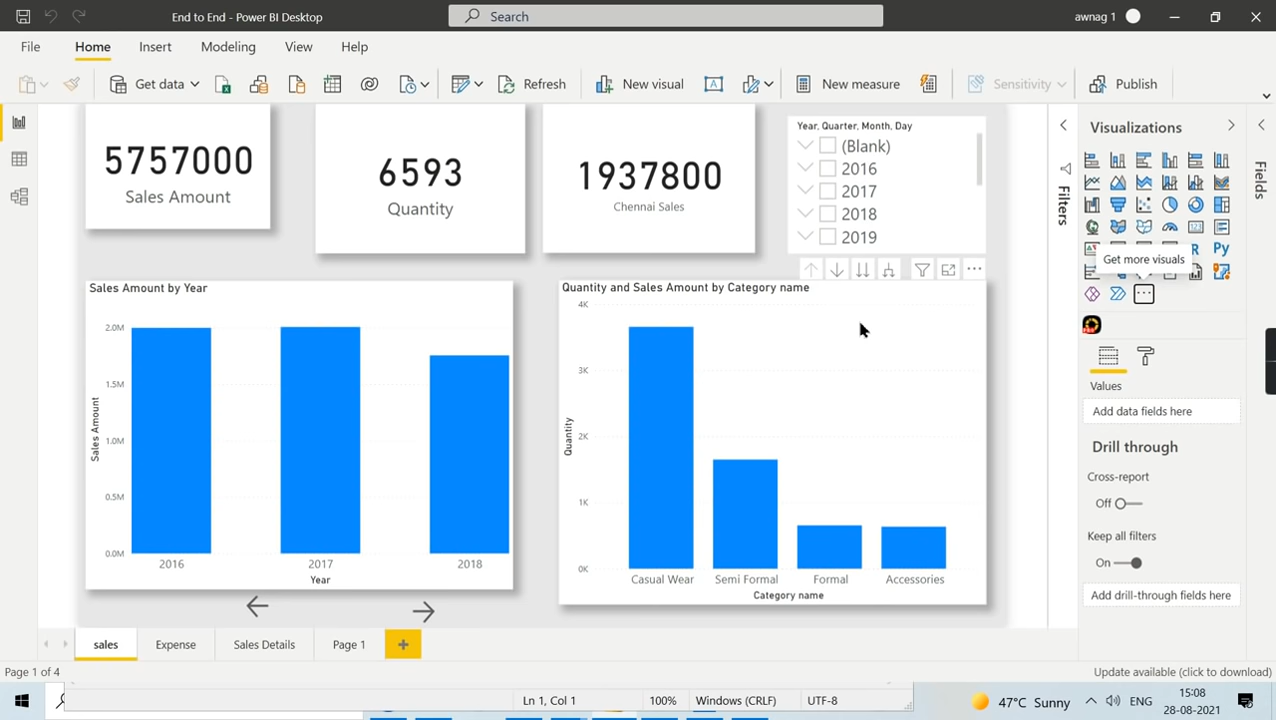 End to End - Power BI Desktop
Search
awnag 1
File
Home
Insert
Modeling
View
Help
Get data
Refresh
New visual
New measure
Sensitivity
Publish
5757000
Sales Amount
6593
Quantity
1937800
Chennai Sales
Year, Quarter, Month, Day
(Blank)
2016
2017
2018
2019
Filters
Visualizations
Fields
R
Py
Get more visuals
Values
Add data fields here
Drill through
Cross-report
Off
Keep all filters
On
Add drill-through fields here
Sales Amount by Year
2.0M
1.5M
1.0M
0.5M
0.0M
Sales Amount
2016
2017
2018
Year
Quantity and Sales Amount by Category name
4K
3K
2K
1K
0K
Quantity
Casual Wear
Semi Formal
Formal
Accessories
Category name
sales
Expense
Sales Details
Page 1
Page 1 of 4
Update available (click to download)
Ln 1, Col 1
100%
Windows (CRLF)
UTF-8
47°C Sunny
ENG
15:08
28-08-2021